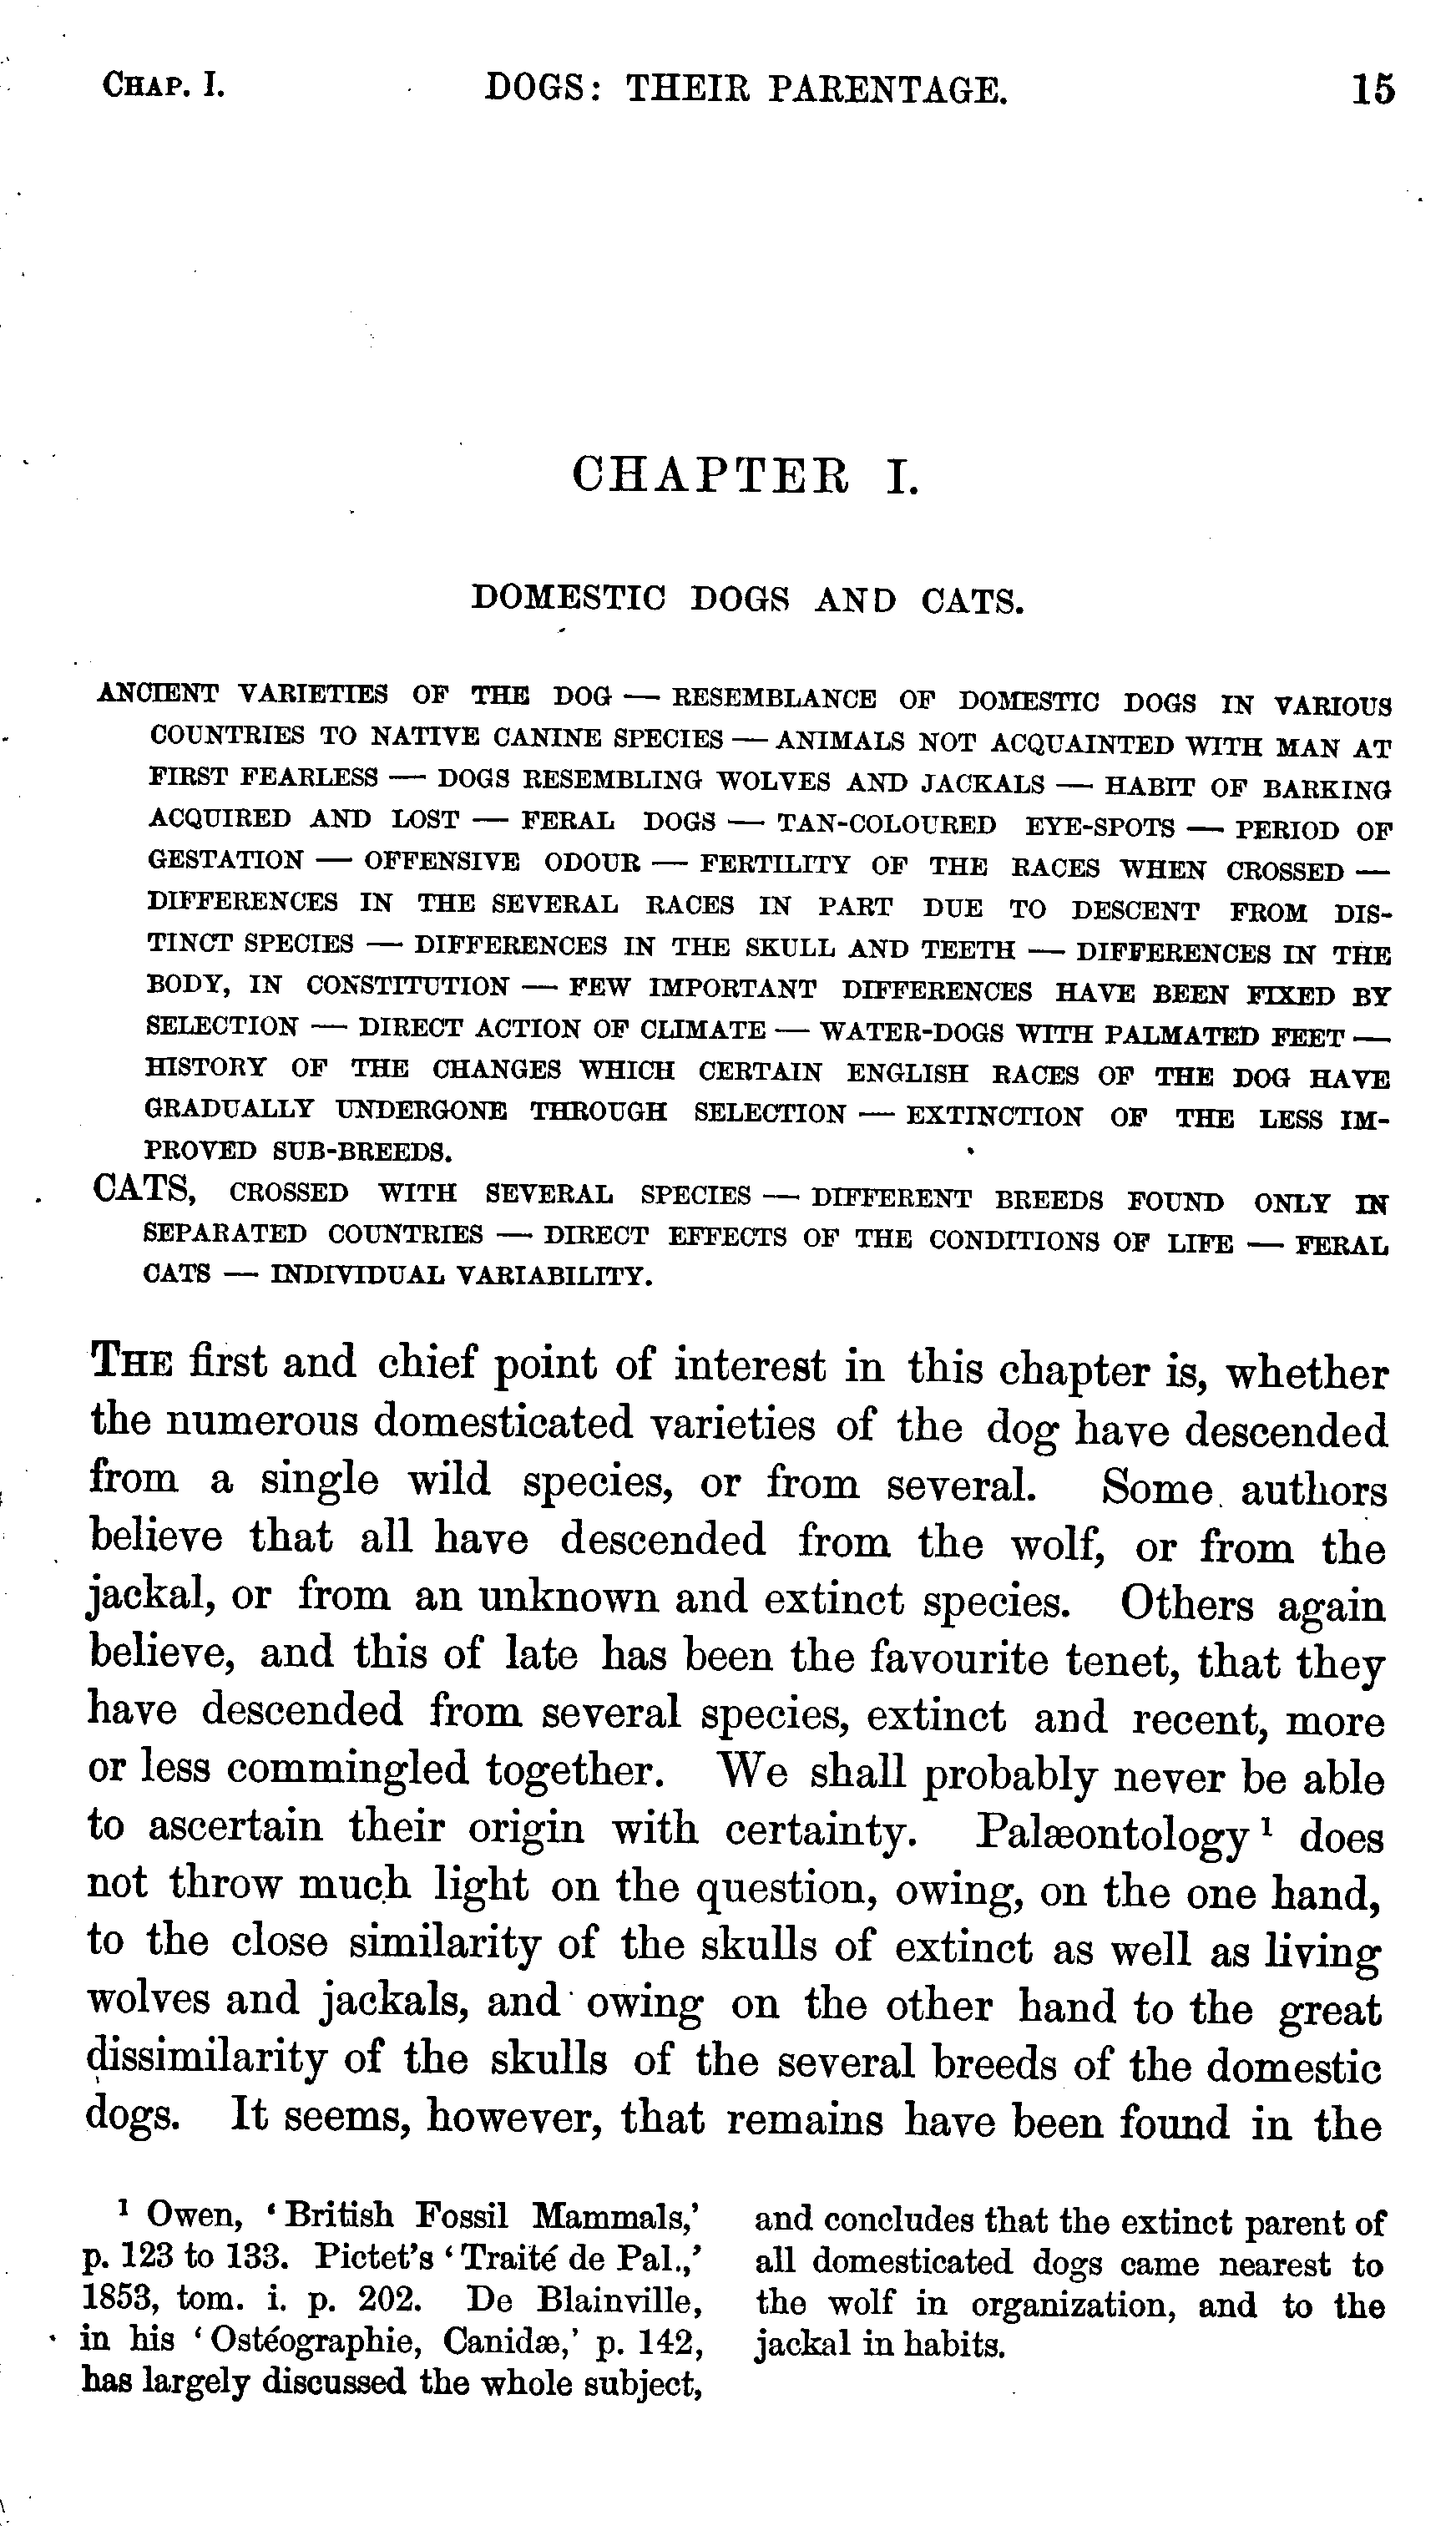 CHAP. I. DOGS: THEIR PARENTAGE. 15
CHAPTER I.
DOMESTIC DOGS AND CATS.
ANCIENT VARIETIES OF THE DOG — RESEMBLANCE OF DOMESTIC DOGS IN VARIOUS
COUNTRIES TO NATIVE CANINE SPECIES — ANIMALS NOT ACQUAINTED WITH MAN AT
FIRST FEARLESS — DOGS RESEMBLING WOLVES AND JACKALS — HABIT OF BARKING
ACQUIRED AND LOST — FERAL DOGS — TAN-COLOURED EYE-SPOTS — PERIOD OF
GESTATION — OFFENSIVE ODOUR — FERTILITY OF THE RACES WHEN CROSSED —
DIFFERENCES IN THE SEVERAL RACES IN PART DUE TO DESCENT FROM DIS-
TINCT SPECIES — DIFFERENCES IN THE SKULL AND TEETH — DIFFERENCES IN THE
BODY, IN CONSTITUTION — FEW IMPORTANT DIFFERENCES HAVE BEEN FIXED BY
SELECTION — DIRECT ACTION OF CLIMATE — WATER-DOGS WITH PALMATED FEET —
HISTORY OF THE CHANGES WHICH CERTAIN ENGLISH RACES OF THE DOG HAVE
GRADUALLY UNDERGONE THROUGH SELECTION — EXTINCTION OF THE LESS IM-
PROVED SUB-BREEDS.
CATS, CROSSED WITH SEVERAL SPECIES — DIFFERENT BREEDS FOUND ONLY IN
SEPARATED COUNTRIES — DIRECT EFFECTS OF THE CONDITIONS OF LIFE — FERAL
CATS — INDIVIDUAL VARIABILITY.
THE first and chief point of interest in this chapter is, whether
the numerous domesticated varieties of the dog have descended
from a single wild species, or from several. Some authors
believe that all have descended from the wolf, or from the
jackal, or from an unknown and extinct species. Others again
believe, and this of late has been the favourite tenet, that they
have descended from several species, extinct and recent, more
or less commingled together. We shall probably never be able
to ascertain their origin with certainty. Palæontology ¹ does
not throw much light on the question, owing, on the one hand,
to the close similarity of the skulls of extinct as well as living
wolves and jackals, and owing on the other hand to the great
dissimilarity of the skulls of the several breeds of the domestic
dogs. It seems, however, that remains have been found in the
¹ Owen, ‘British Fossil Mammals,’
p. 123 to 133. Pictet's ‘Traité de Pal.,’
1853, tom. i. p. 202. De Blainville,
in his ‘Ostéographie, Canidæ,’ p. 142,
has largely discussed the whole subject,
and concludes that the extinct parent of
all domesticated dogs came nearest to
the wolf in organization, and to the
jackal in habits.